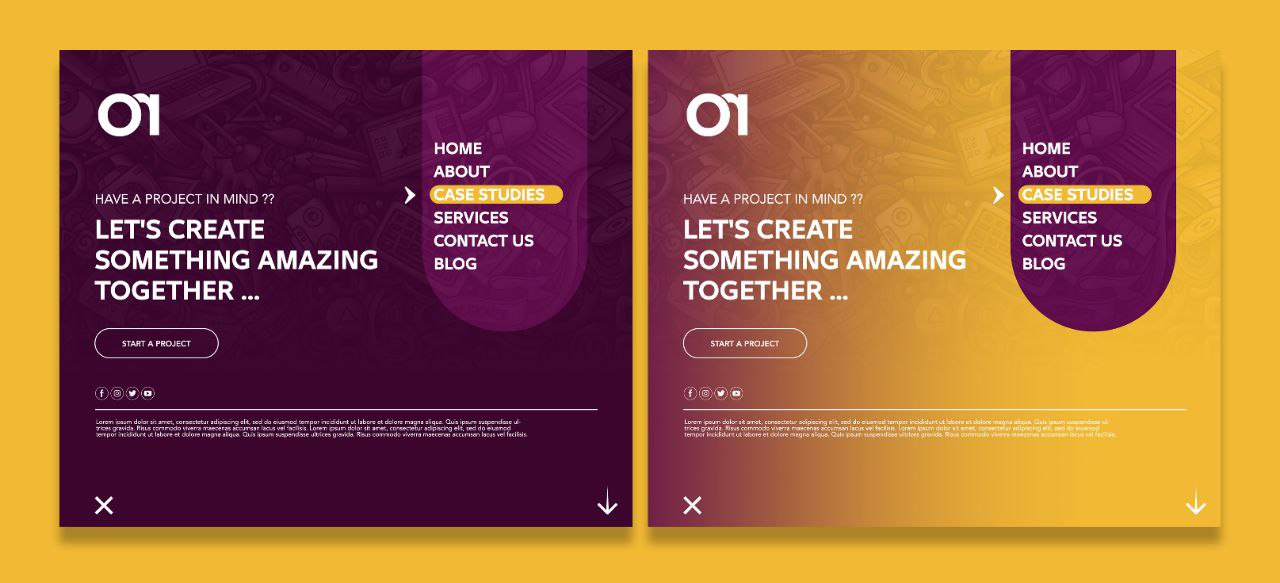 01
HOME
ABOUT
CASE STUDIES
SERVICES
CONTACT US
BLOG
HAVE A PROJECT IN MIND ??
LET'S CREATE
SOMETHING AMAZING
TOGETHER ...
START A PROJECT
Lorem ipsum dolor sit amet, consectetur adipiscing elit, sed do eiusmod tempor incididunt ut labore et dolore magna aliqua. Quis ipsum suspendisse ul-
trices gravida. Risus commodo viverra maecenas accumsan lacus vel facilisis. Lorem ipsum dolor sit amet, consectetur adipiscing elit, sed do eiusmod
tempor incididunt ut labore et dolore magna aliqua. Quis ipsum suspendisse ultrices gravida. Risus commodo viverra maecenas accumsan lacus vel facilisis.
01
HOME
ABOUT
CASE STUDIES
SERVICES
CONTACT US
BLOG
HAVE A PROJECT IN MIND ??
LET'S CREATE
SOMETHING AMAZING
TOGETHER ...
START A PROJECT
Lorem ipsum dolor sit amet, consectetur adipiscing elit, sed do eiusmod tempor incididunt ut labore et dolore magna aliqua. Quis ipsum suspendisse ul-
trices gravida. Risus commodo viverra maecenas accumsan lacus vel facilisis. Lorem ipsum dolor sit amet, consectetur adipiscing elit, sed do eiusmod
tempor incididunt ut labore et dolore magna aliqua. Quis ipsum suspendisse ultrices gravida. Risus commodo viverra maecenas accumsan lacus vel facilisis.